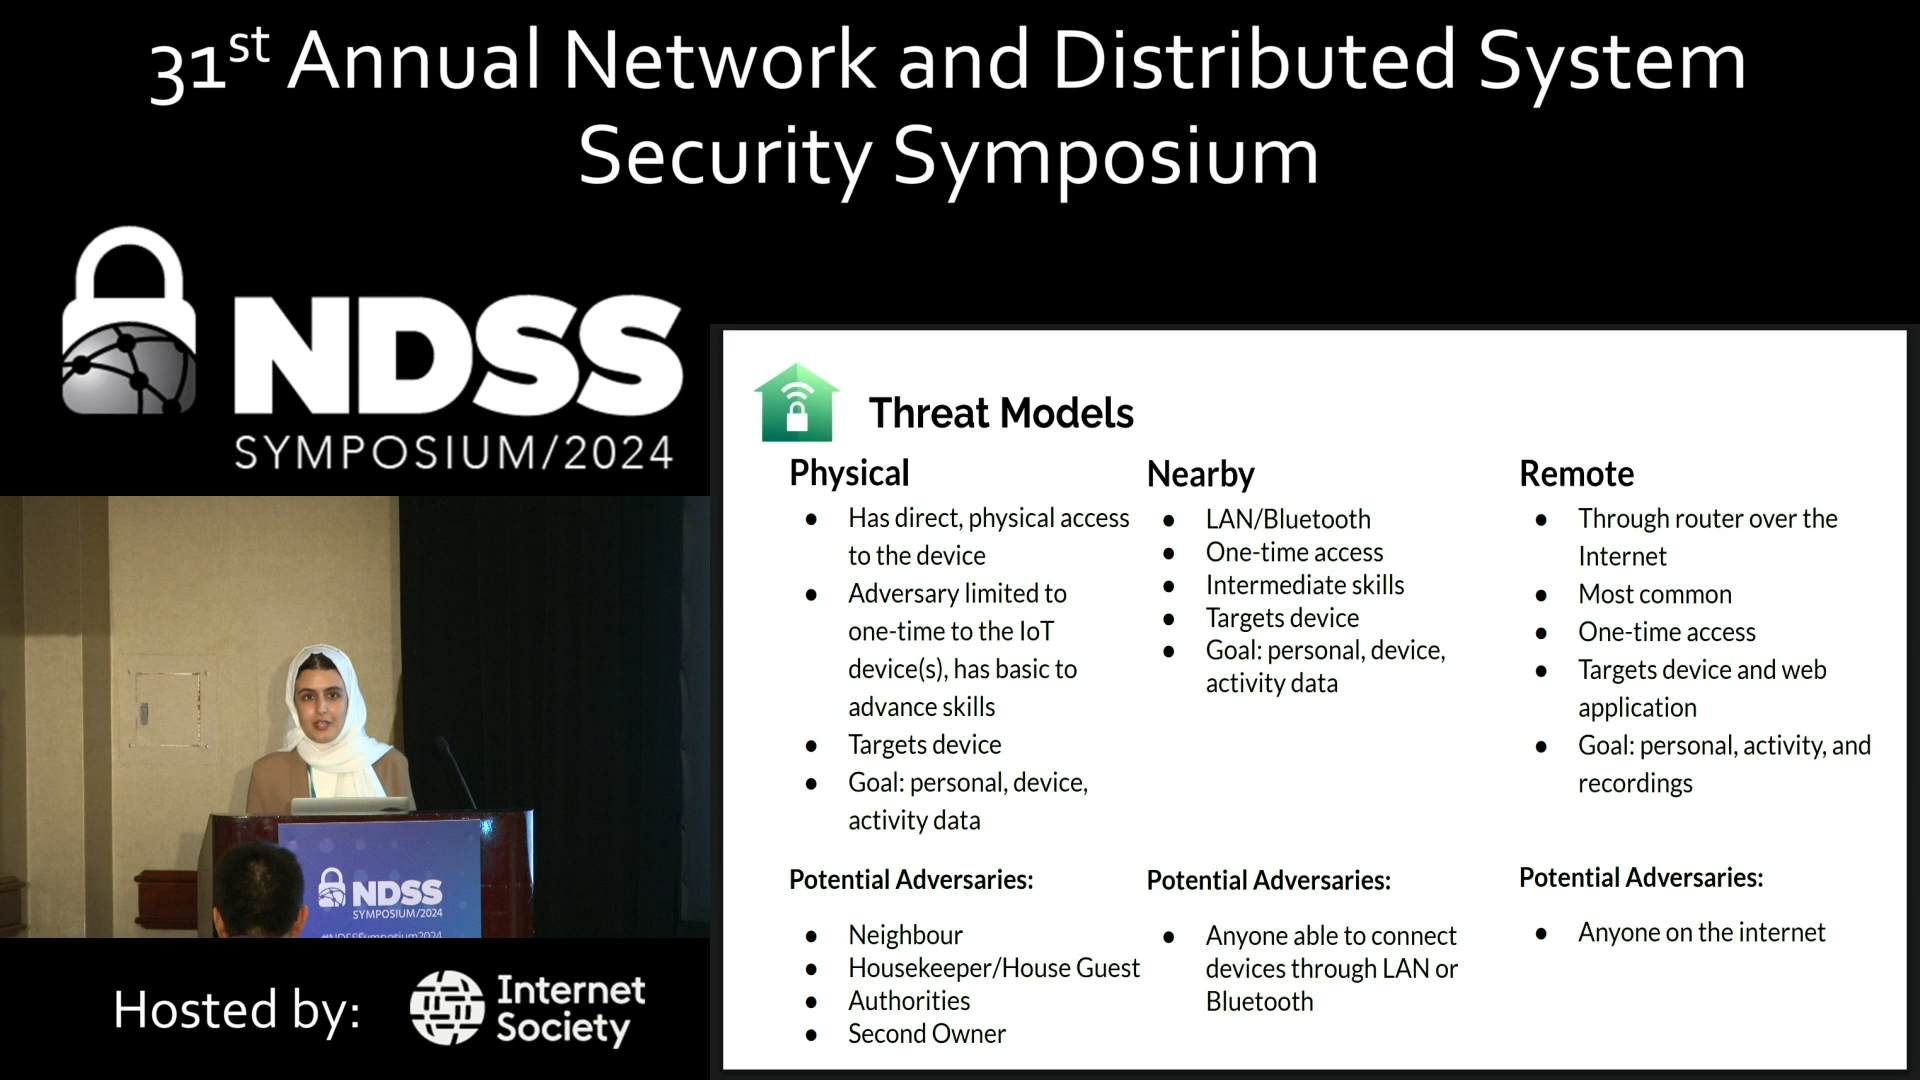 31st Annual Network and Distributed System
Security Symposium
NDSS
SYMPOSIUM/2024
Threat Models
Physical
● Has direct, physical access
to the device
● Adversary limited to
one-time to the IoT
device(s), has basic to
advance skills
● Targets device
● Goal: personal, device,
activity data
Potential Adversaries:
● Neighbour
● Housekeeper/House Guest
● Authorities
● Second Owner
Nearby
● LAN/Bluetooth
● One-time access
● Intermediate skills
● Targets device
● Goal: personal, device,
activity data
Potential Adversaries:
● Anyone able to connect
devices through LAN or
Bluetooth
Remote
● Through router over the
Internet
● Most common
● One-time access
● Targets device and web
application
● Goal: personal, activity, and
recordings
Potential Adversaries:
● Anyone on the internet
NDSS
SYMPOSIUM/2024
#NDSSSymposium2024
Hosted by:
Internet
Society